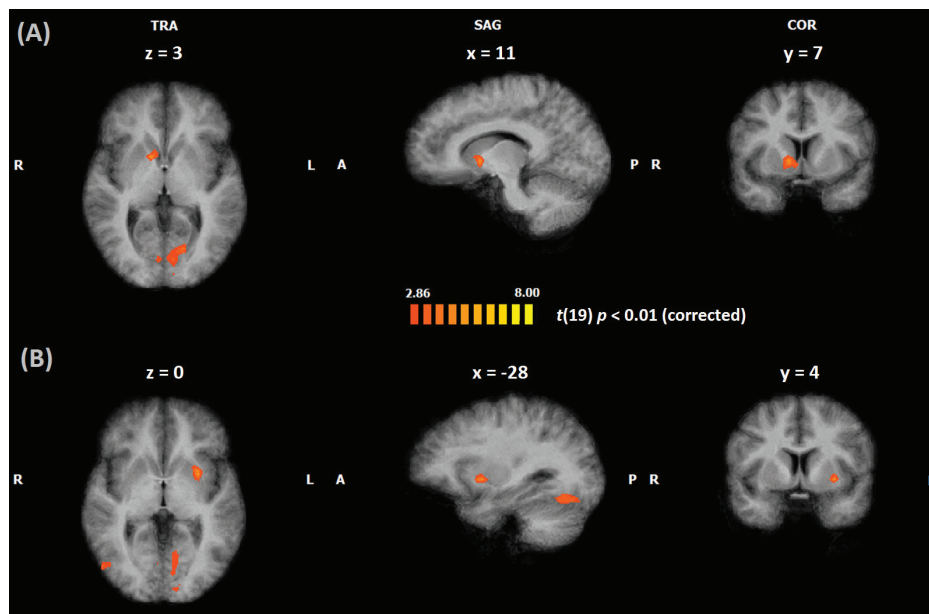 (A)
TRA SAG COR
z = 3 x = 11 y = 7
R L A P R
2.86 8.00
t(19) p < 0.01 (corrected)
(B)
z = 0 x = -28 y = 4
R L A P R